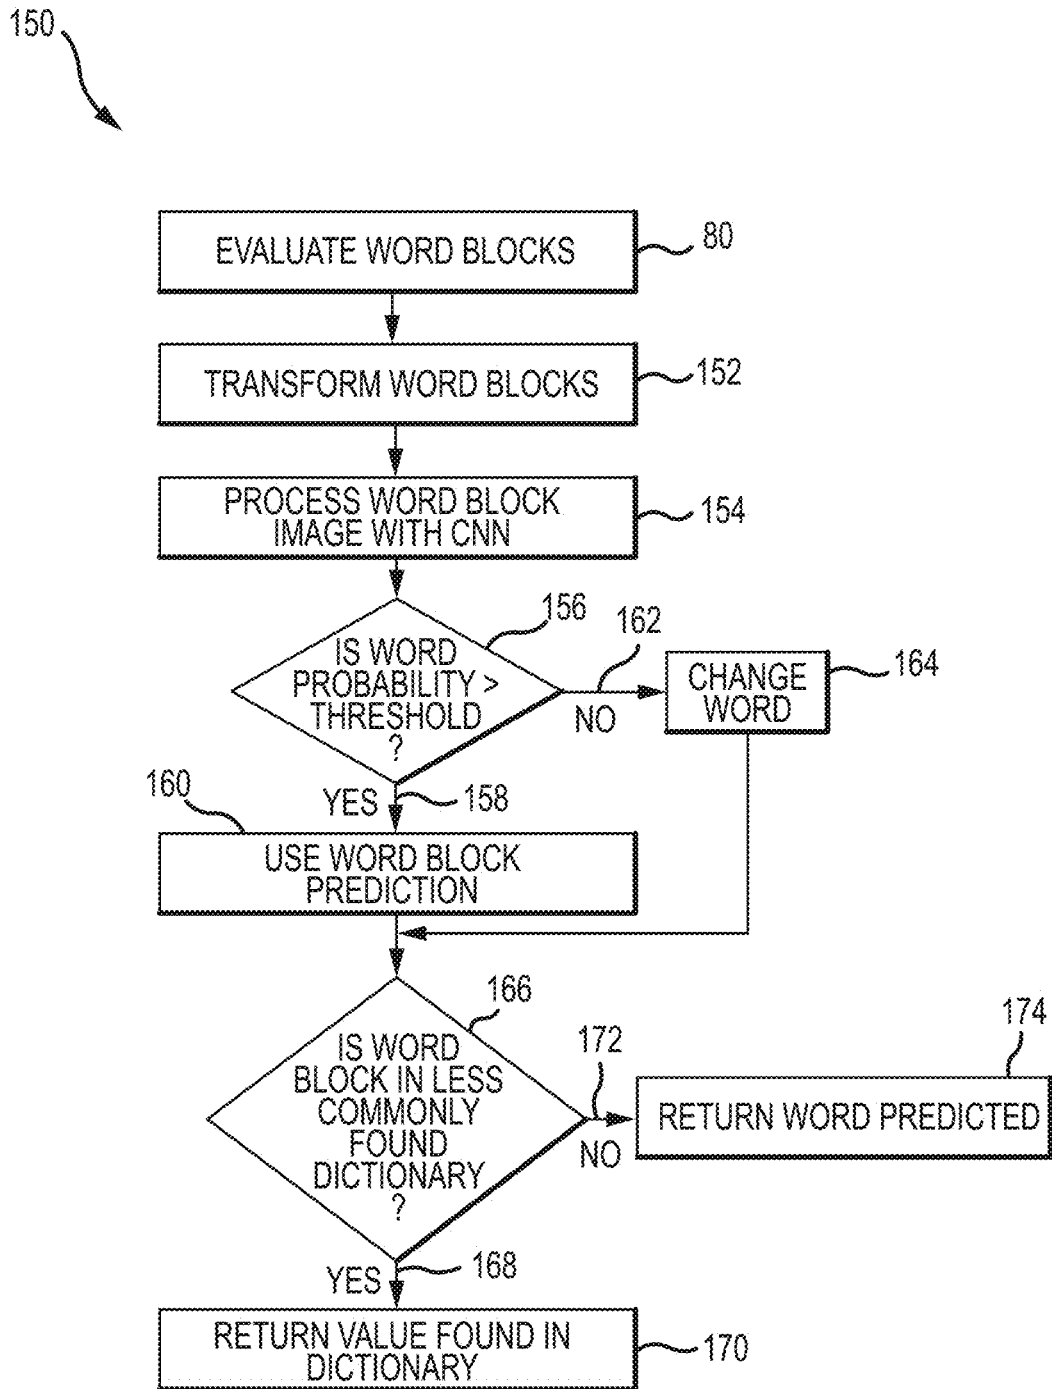 150
EVALUATE WORD BLOCKS
80
TRANSFORM WORD BLOCKS
152
PROCESS WORD BLOCK
IMAGE WITH CNN
154
156
IS WORD
PROBABILITY >
THRESHOLD
?
162
NO
CHANGE
WORD
164
YES
158
160
USE WORD BLOCK
PREDICTION
166
IS WORD
BLOCK IN LESS
COMMONLY
FOUND
DICTIONARY
?
172
NO
174
RETURN WORD PREDICTED
YES
168
RETURN VALUE FOUND IN
DICTIONARY
170